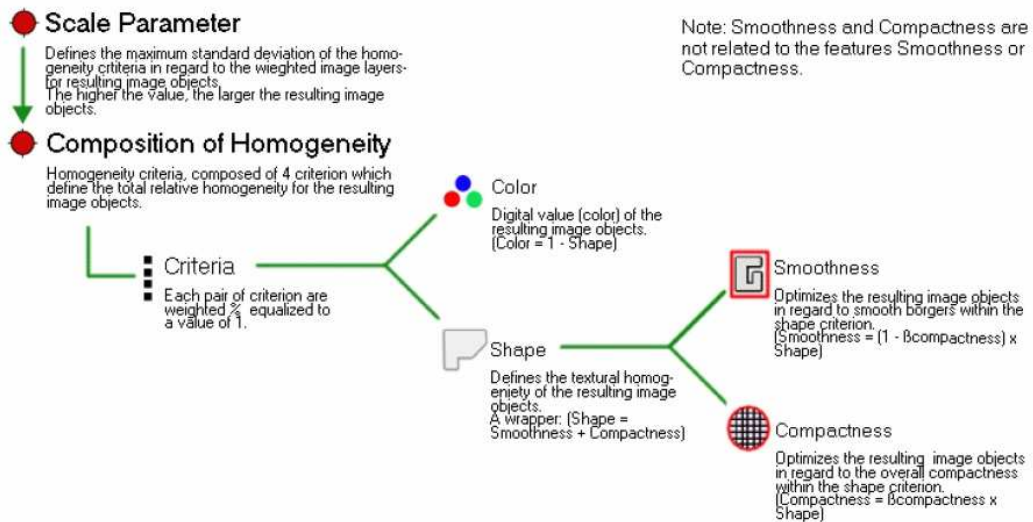 Scale Parameter
Defines the maximum standard deviation of the homo-
geneity crtiteria in regard to the wieghted image layers-
for resulting image objects.
The higher the value, the larger the resulting image
objects.
Note: Smoothness and Compactness are
not related to the features Smoothness or
Compactness.
Composition of Homogeneity
Homogeneity criteria, composed of 4 criterion which
define the total relative homogeneity for the resulting
image objects.
Criteria
Each pair of criterion are
weighted % equalized to
a value of 1.
Color
Digital value (color) of the
resulting image objects.
(Color = 1 - Shape)
Shape
Defines the textural homog-
eniety of the resulting image
objects.
A wrapper: (Shape =
Smoothness + Compactness)
Smoothness
Optimizes the resulting image objects
in regard to smooth borgers within the
shape criterion.
(Smoothness = (1 - ßcompactness) x
Shape)
Compactness
Optimizes the resulting image objects
in regard to the overall compactness
within the shape criterion.
(Compactness = ßcompactness x
Shape)